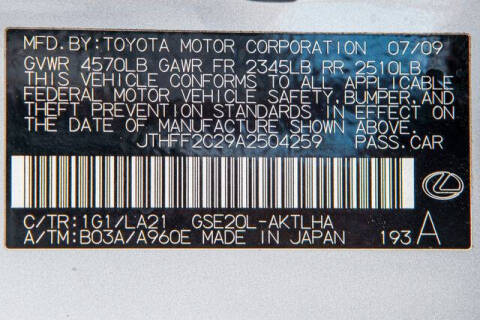 MFD.BY:TOYOTA MOTOR CORPORATION 07/09
GVWR 4570LB GAWR FR 2345LB RR 2510LB
THIS VEHICLE CONFORMS TO ALL APPLICABLE
FEDERAL MOTOR VEHICLE SAFETY,BUMPER,AND
THEFT PREVENTION STANDARDS IN EFFECT ON
THE DATE OF MANUFACTURE SHOWN ABOVE.
JTHFF2C29A2504259 PASS.CAR
C/TR:1G1/LA21 GSE20L-AKTLHA
A/TM:B03A/A960E MADE IN JAPAN 193 A